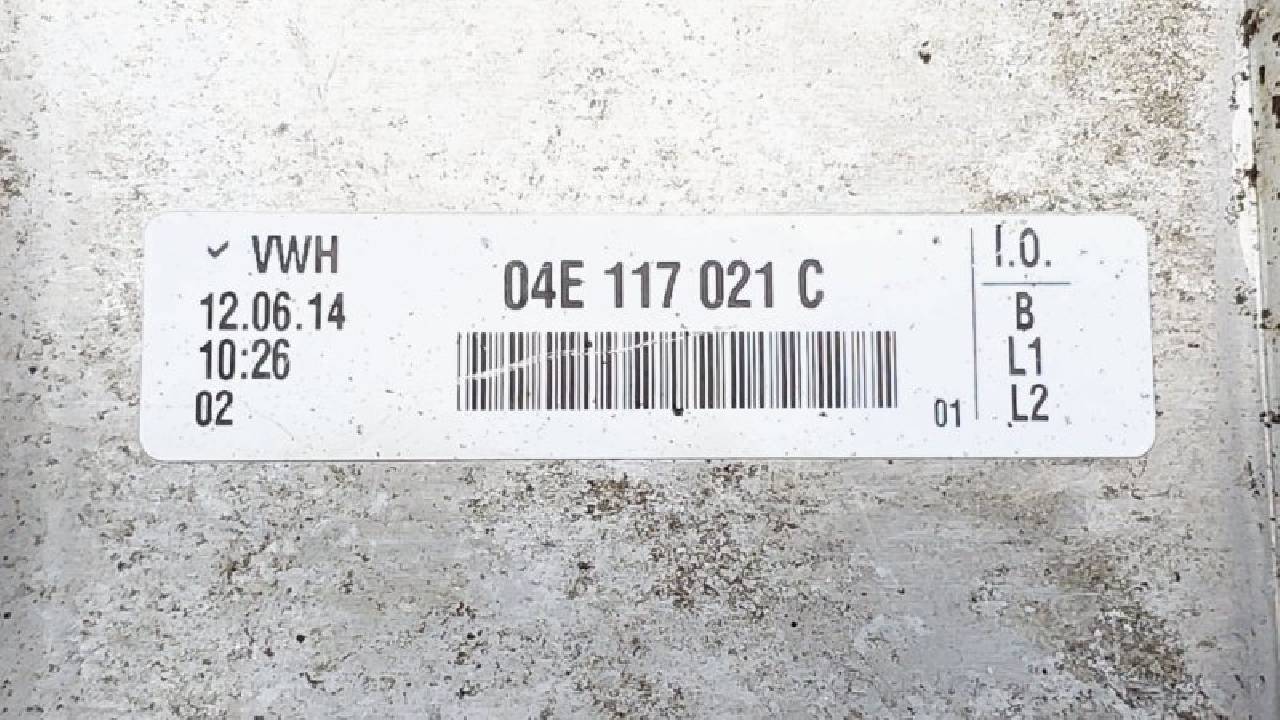 ✓ VWH
12.06.14
10:26
02
04E 117 021 C
01
I.O.
B
L1
L2